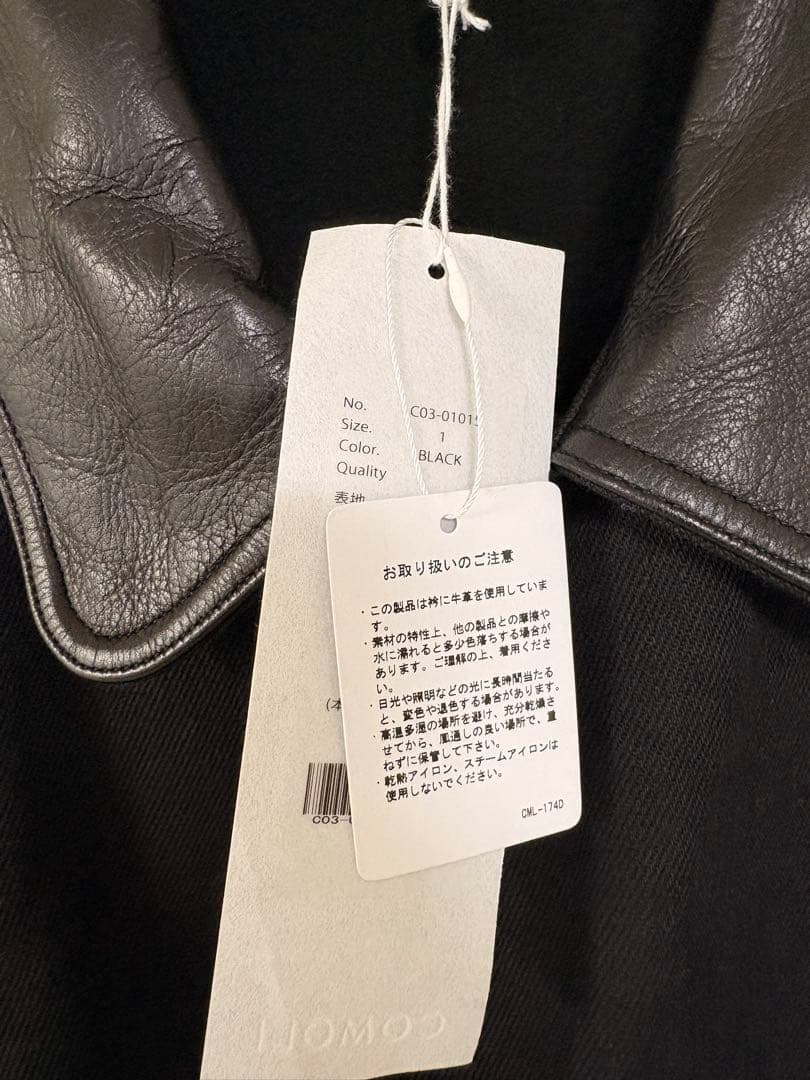 No. C03-01015
Size. 1
Color. BLACK
Quality
表地
お取り扱いのご注意
・この製品は衿に牛革を使用していま
す。
・素材の特性上、他の製品との摩擦や
水に濡れると多少色落ちする場合が
あります。ご理解の上、着用くださ
い。
・日光や照明などの光に長時間当たる
と、変色や退色する場合があります。
・高温多湿の場所を避け、充分乾燥さ
せてから、風通しの良い場所で、重
ねずに保管して下さい。
・乾熱アイロン、スチームアイロンは
使用しないでください。
CML-174D
(本
C03-0
COMOLI